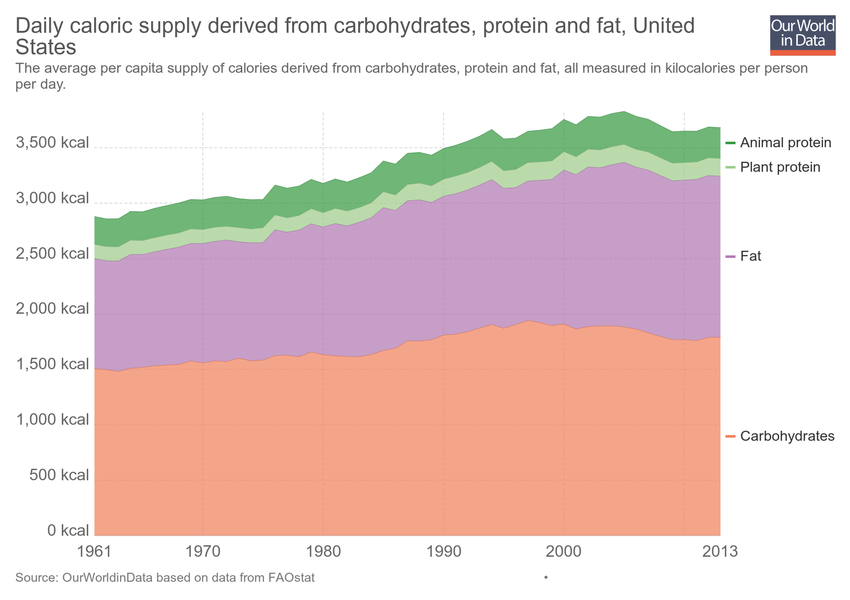 Daily caloric supply derived from carbohydrates, protein and fat, United
States
Our World
in Data
The average per capita supply of calories derived from carbohydrates, protein and fat, all measured in kilocalories per person
per day.
3,500 kcal
3,000 kcal
2,500 kcal
2,000 kcal
1,500 kcal
1,000 kcal
500 kcal
0 kcal
Animal protein
Plant protein
Fat
Carbohydrates
1961
1970
1980
1990
2000
2013
Source: OurWorldinData based on data from FAOstat